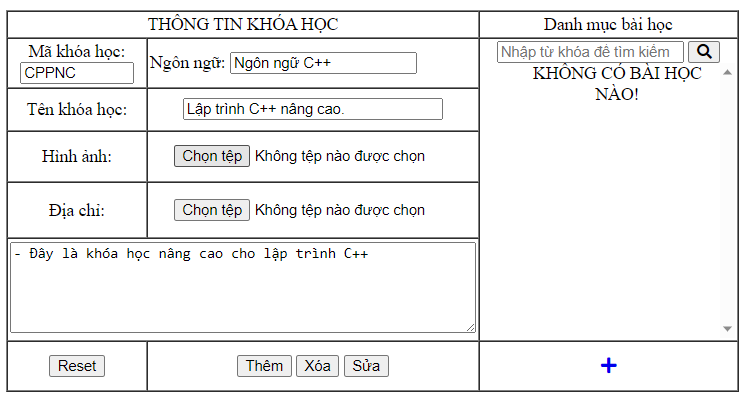 THÔNG TIN KHÓA HỌC
Danh mục bài học
Mã khóa học:
CPPNC
Ngôn ngữ: Ngôn ngữ C++
Nhập từ khóa để tìm kiếm
KHÔNG CÓ BÀI HỌC
NÀO!
Tên khóa học: Lập trình C++ nâng cao.
Hình ảnh: Chọn tệp Không tệp nào được chọn
Địa chỉ: Chọn tệp Không tệp nào được chọn
- Đây là khóa học nâng cao cho lập trình C++
Reset Thêm Xóa Sửa